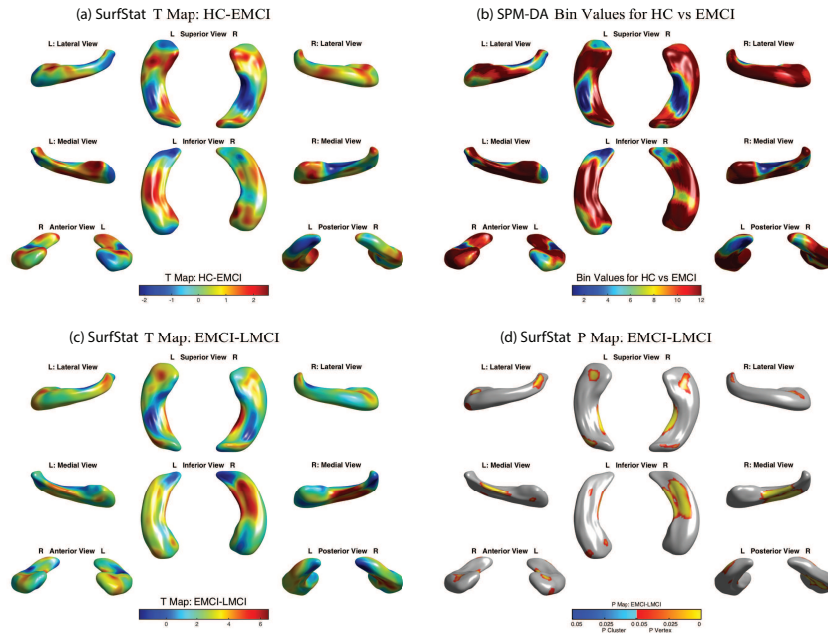 (a) SurfStat T Map: HC-EMCI
L Superior View R
L: Lateral View
R: Lateral View
L: Medial View
L Inferior View R
R: Medial View
R Anterior View L
L Posterior View R
T Map: HC-EMCI
-2 -1 0 1 2
(b) SPM-DA Bin Values for HC vs EMCI
L Superior View R
L: Lateral View
R: Lateral View
L: Medial View
L Inferior View R
R: Medial View
R Anterior View L
L Posterior View R
Bin Values for HC vs EMCI
2 4 6 8 10 12
(c) SurfStat T Map: EMCI-LMCI
L Superior View R
L: Lateral View
R: Lateral View
L: Medial View
L Inferior View R
R: Medial View
R Anterior View L
L Posterior View R
T Map: EMCI-LMCI
0 2 4 6
(d) SurfStat P Map: EMCI-LMCI
L Superior View R
L: Lateral View
R: Lateral View
L: Medial View
L Inferior View R
R: Medial View
R Anterior View L
L Posterior View R
P Map: EMCI-LMCI
0.05 0.025 0 0.05 0.025 0
P Cluster P Vertex